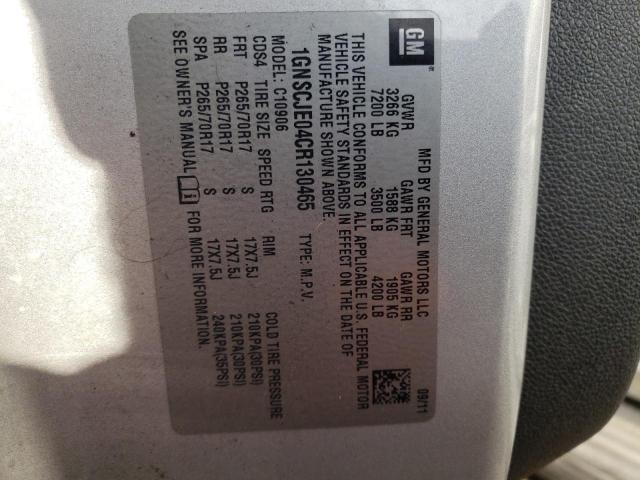 GM
MFD BY GENERAL MOTORS LLC 09/11
GVWR GAWR FRT GAWR RR
3266 KG 1588 KG 1905 KG
7200 LB 3500 LB 4200 LB
THIS VEHICLE CONFORMS TO ALL APPLICABLE U.S. FEDERAL MOTOR
VEHICLE SAFETY STANDARDS IN EFFECT ON THE DATE OF
MANUFACTURE SHOWN ABOVE.
1GNSCJE04CR130465 TYPE: M.P.V.
MODEL: C10906
CDS4 TIRE SIZE SPEED RTG RIM COLD TIRE PRESSURE
FRT P265/70R17 S 17X7.5J 210KPA(30PSI)
RR P265/70R17 S 17X7.5J 210KPA(30PSI)
SPA P265/70R17 S 17X7.5J 240KPA(35PSI)
SEE OWNER'S MANUAL i FOR MORE INFORMATION.